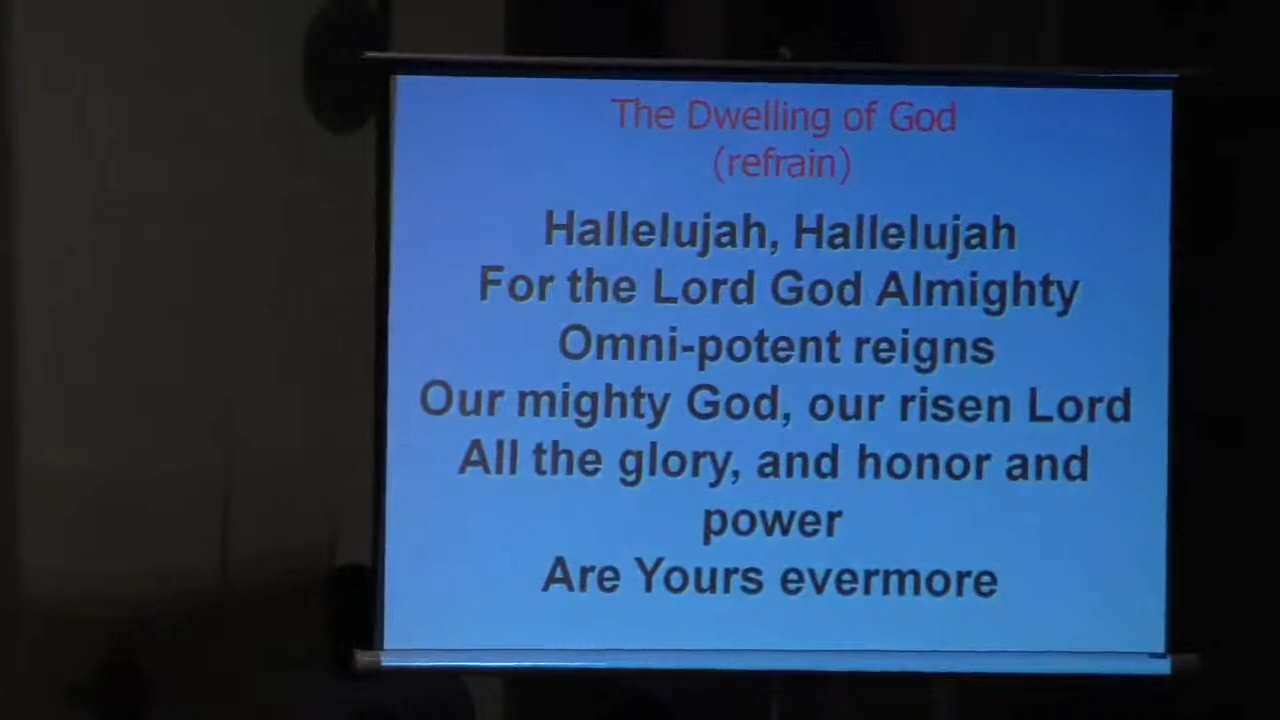 The Dwelling of God
(refrain)
Hallelujah, Hallelujah
For the Lord God Almighty
Omni-potent reigns
Our mighty God, our risen Lord
All the glory, and honor and
power
Are Yours evermore